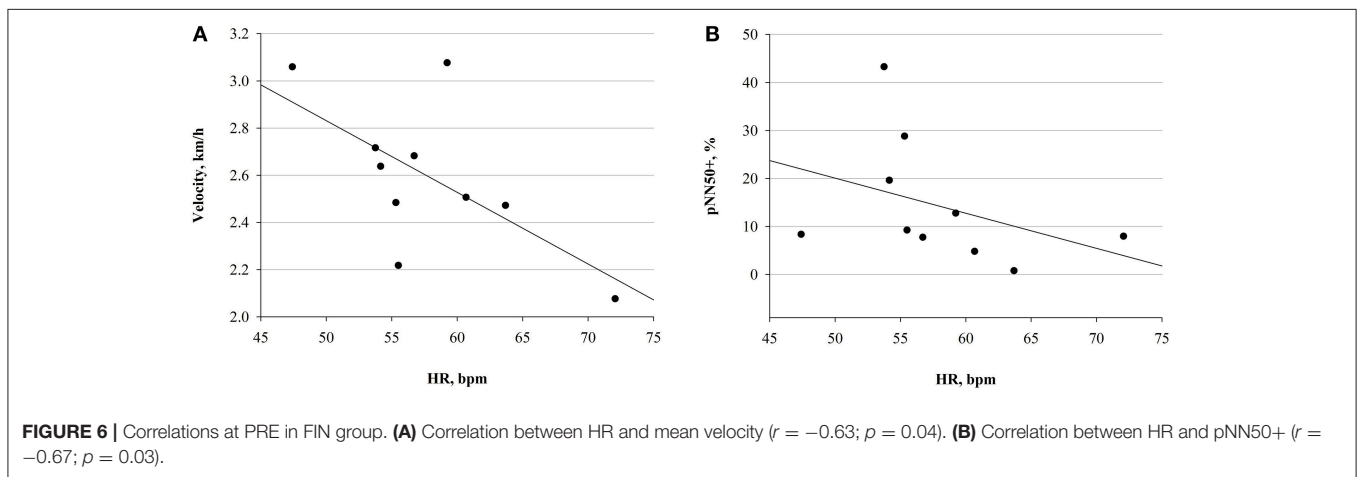 A
3.2
3.0
2.8
2.6
2.4
2.2
2.0
Velocity, km/h
45 50 55 60 65 70 75
HR, bpm
B
50
40
30
20
10
0
pNN50+, %
45 50 55 60 65 70 75
HR, bpm
FIGURE 6 | Correlations at PRE in FIN group. (A) Correlation between HR and mean velocity (r = −0.63; p = 0.04). (B) Correlation between HR and pNN50+ (r =
−0.67; p = 0.03).